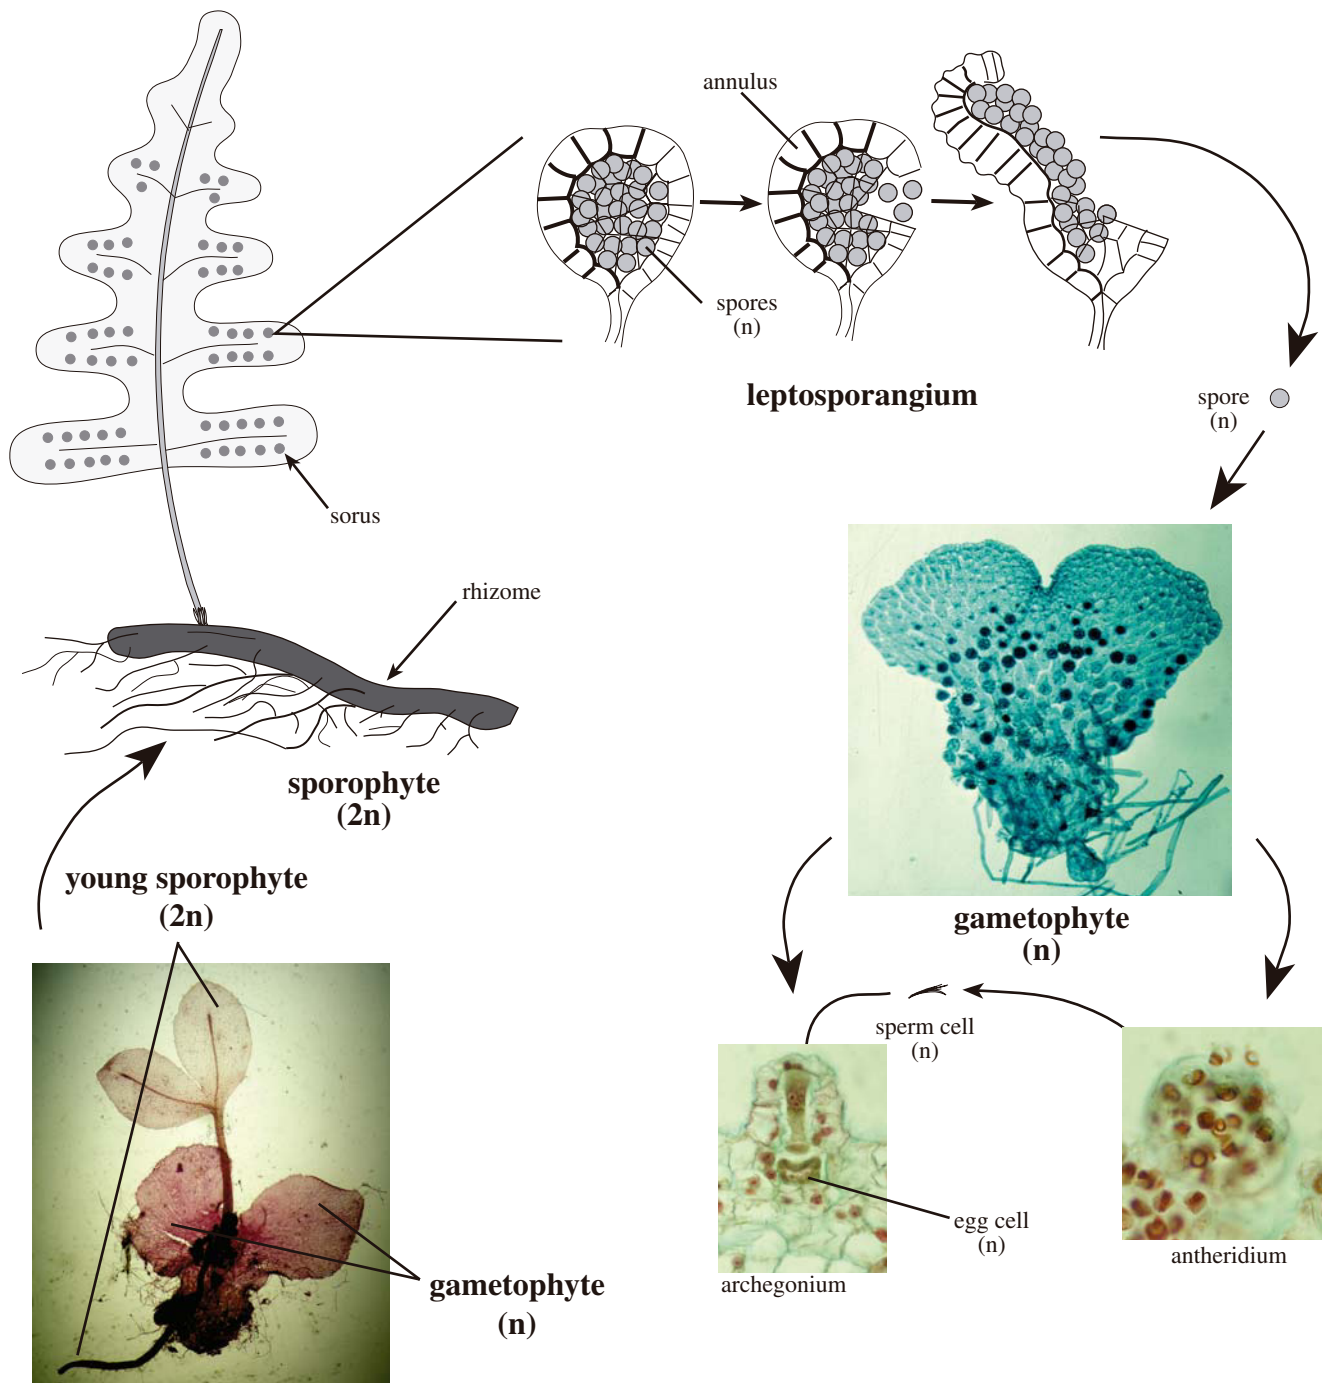 annulus
spores
(n)
leptosporangium
spore
(n)
sorus
rhizome
sporophyte
(2n)
young sporophyte
(2n)
gametophyte
(n)
sperm cell
(n)
egg cell
(n)
archegonium
antheridium
gametophyte
(n)